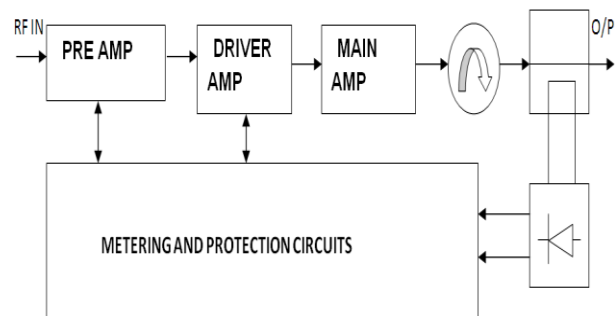 RF IN
PRE AMP
DRIVER
AMP
MAIN
AMP
O/P
METERING AND PROTECTION CIRCUITS